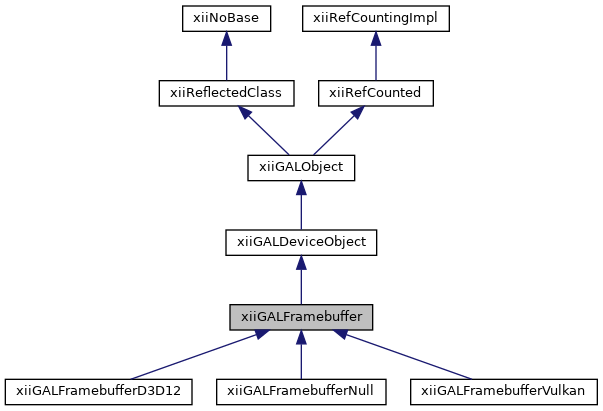 xiiNoBase
xiiRefCountingImpl
xiiReflectedClass
xiiRefCounted
xiiGALObject
xiiGALDeviceObject
xiiGALFramebuffer
xiiGALFramebufferD3D12
xiiGALFramebufferNull
xiiGALFramebufferVulkan